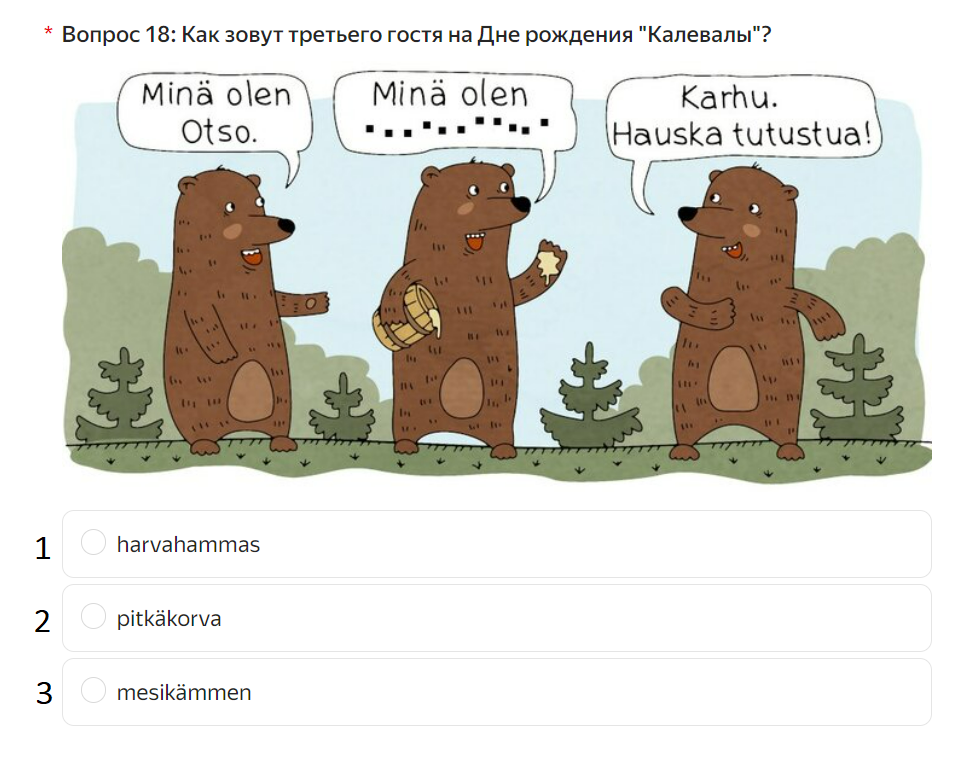 * Вопрос 18: Как зовут третьего гостя на Дне рождения "Калевалы"?
Minä olen
Otso.
Minä olen
Karhu.
Hauska tutustua!
1 harvahammas
2 pitkäkorva
3 mesikämmen